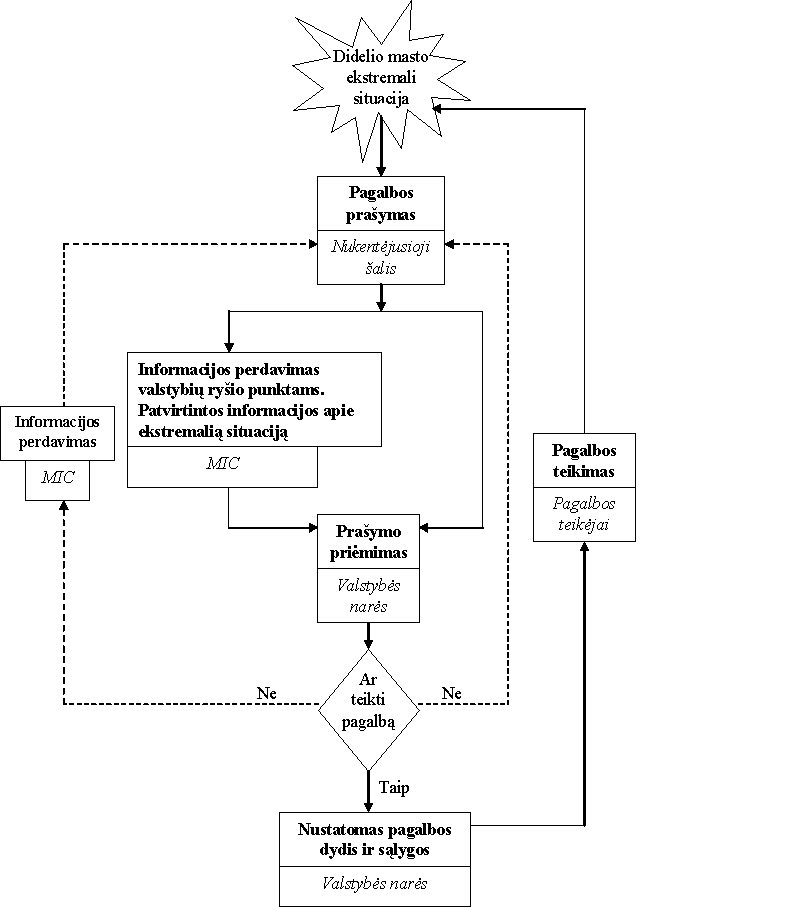 Didelio masto
ekstremali
situacija
Pagalbos
prašymas
Nukentėjusioji
šalis
Informacijos perdavimas
valstybių ryšio punktams.
Patvirtintos informacijos apie
ekstremalią situaciją
MIC
Informacijos
perdavimas
MIC
Pagalbos
teikimas
Pagalbos
teikėjai
Prašymo
priėmimas
Valstybės
narės
Ar
teikti
pagalbą
Ne
Ne
Taip
Nustatomas pagalbos
dydis ir sąlygos
Valstybės narės